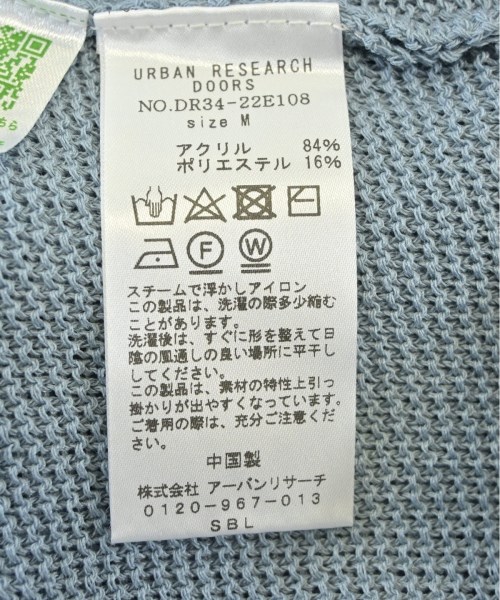 URBAN RESEARCH
DOORS
NO.DR34-22E108
size M
アクリル 84%
ポリエステル 16%
F
W
スチームで浮かしアイロン
この製品は、洗濯の際多少縮む
ことがあります。
洗濯後は、すぐに形を整えて日
陰の風通しの良い場所に平干し
してください。
この製品は、素材の特性上引っ
掛かりが出やすくなっています。
ご着用の際は、充分ご注意くだ
さい。
中国製
株式会社 アーバンリサーチ
0120-967-013
SBL
ちら